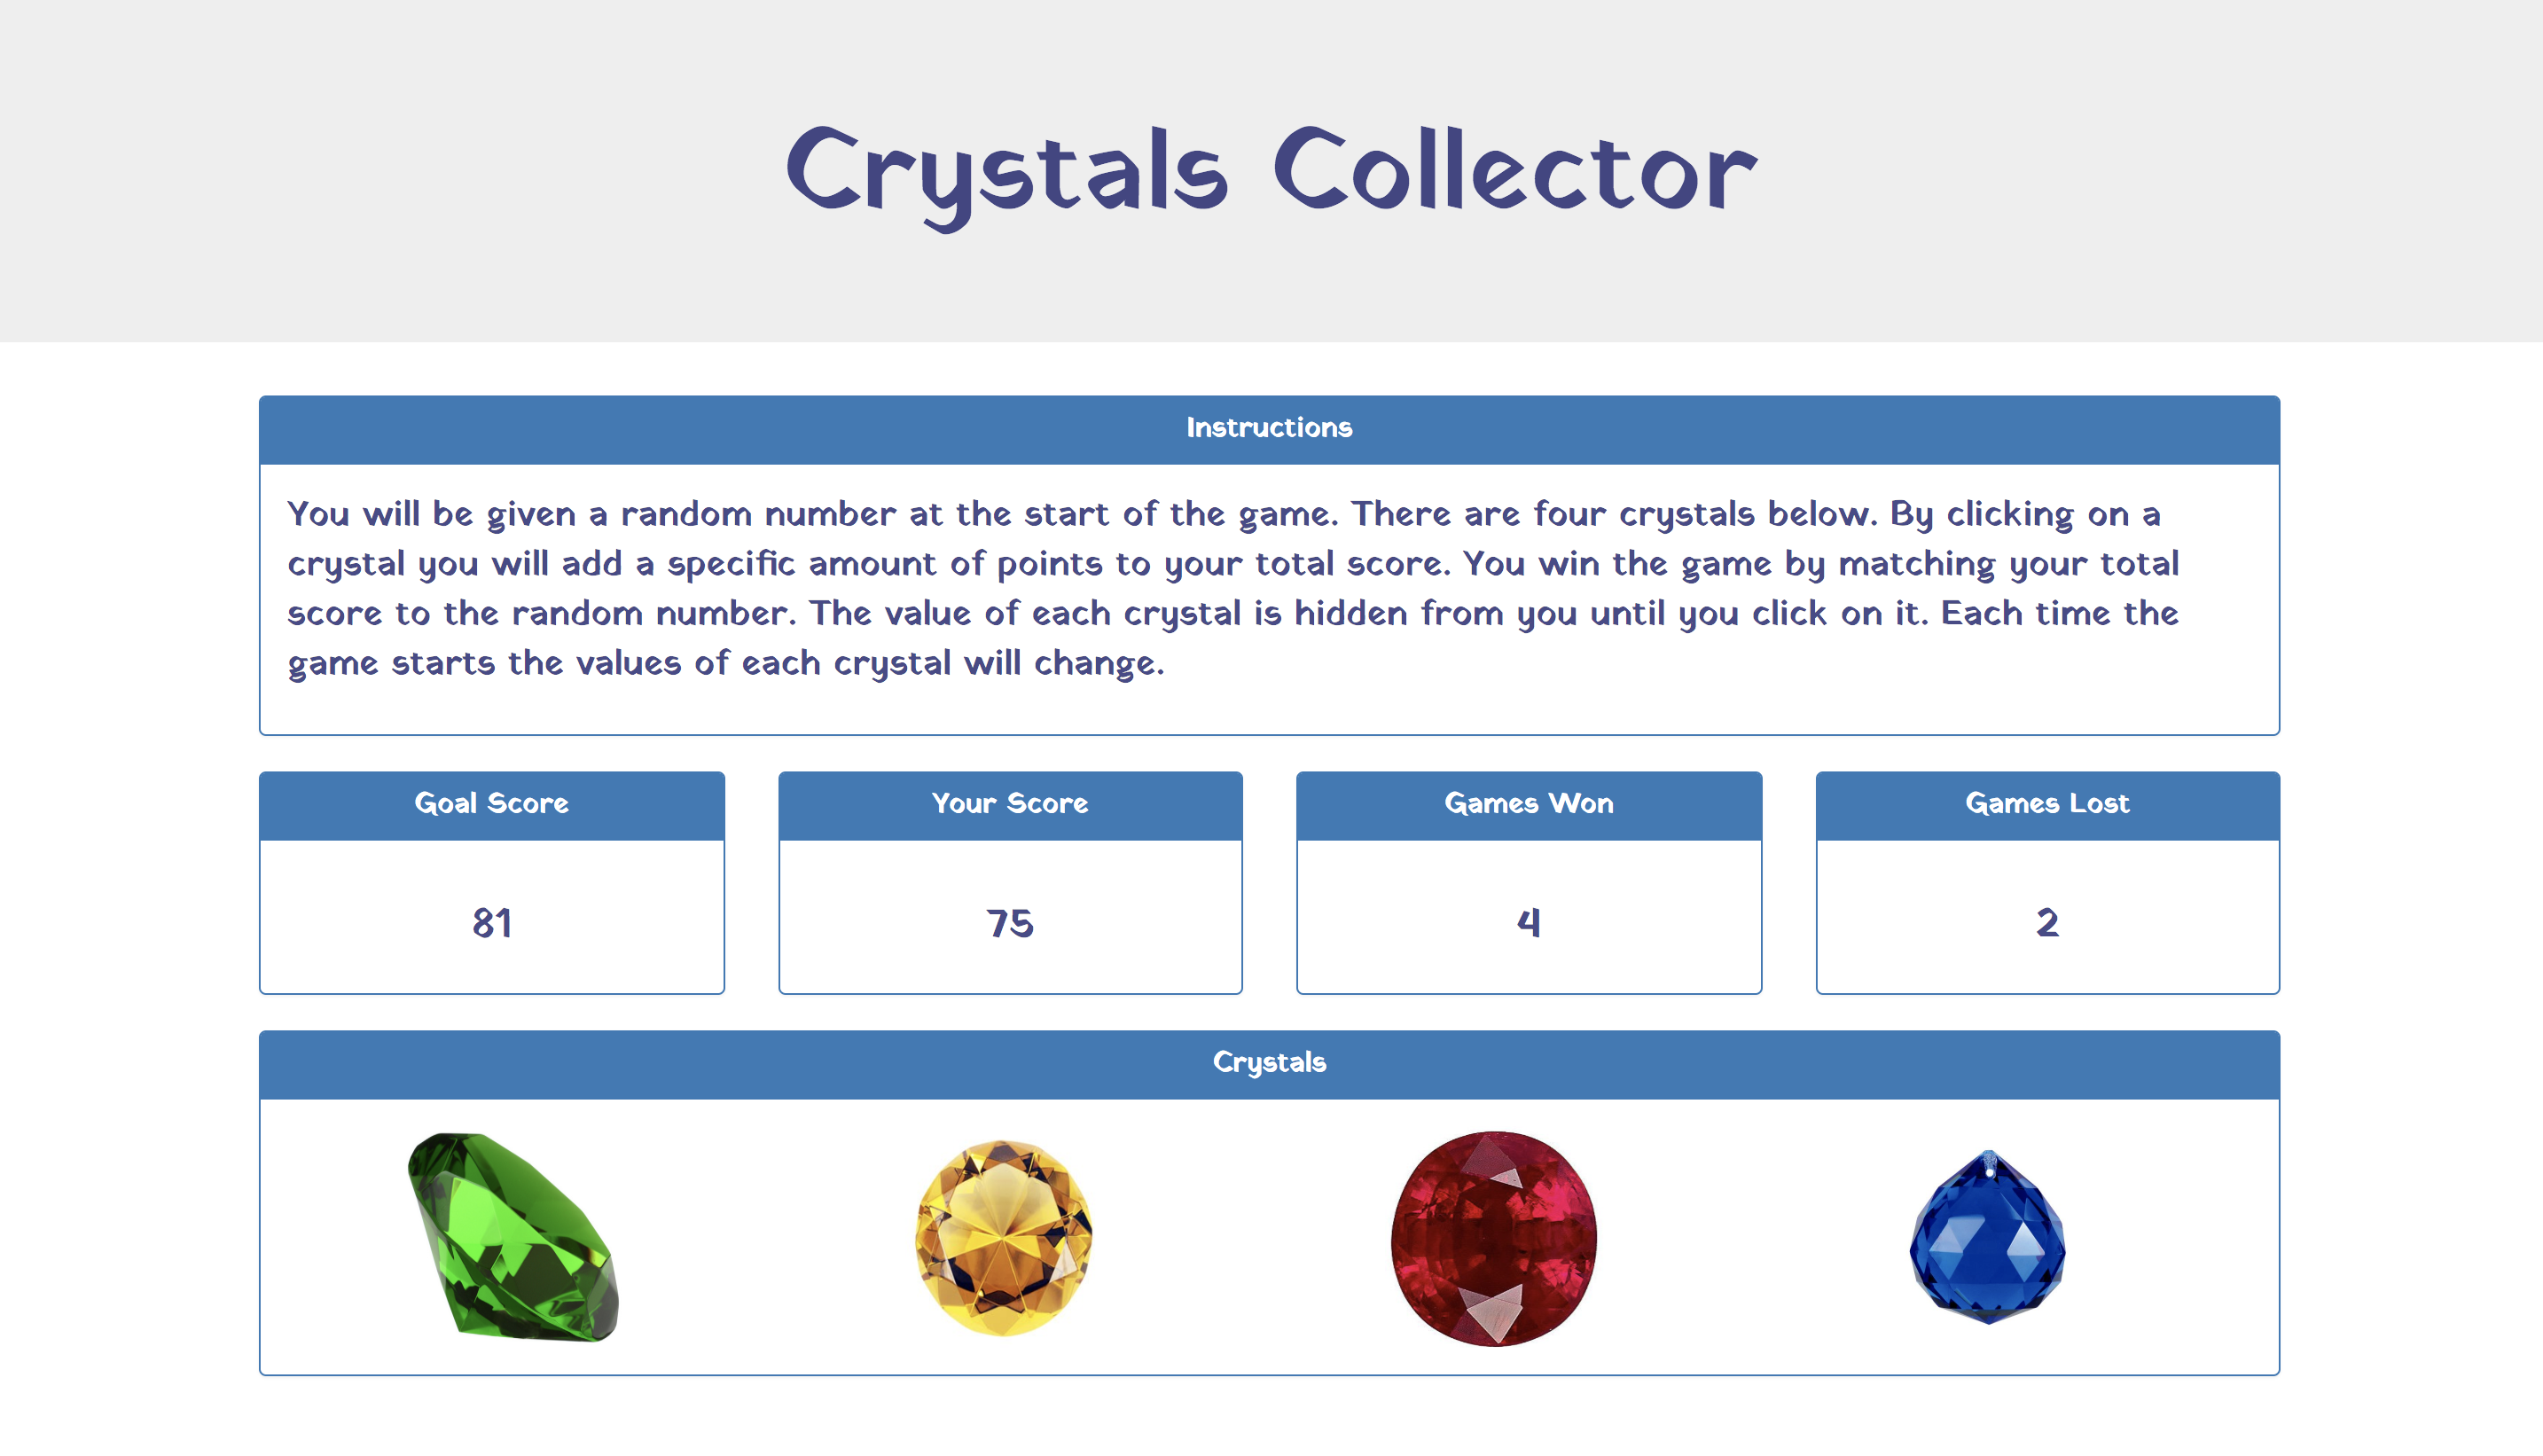 Crystals Collector
Instructions
You will be given a random number at the start of the game. There are four crystals below. By clicking on a
crystal you will add a specific amount of points to your total score. You win the game by matching your total
score to the random number. The value of each crystal is hidden from you until you click on it. Each time the
game starts the values of each crystal will change.
Goal Score
81
Your Score
75
Games Won
4
Games Lost
2
Crystals